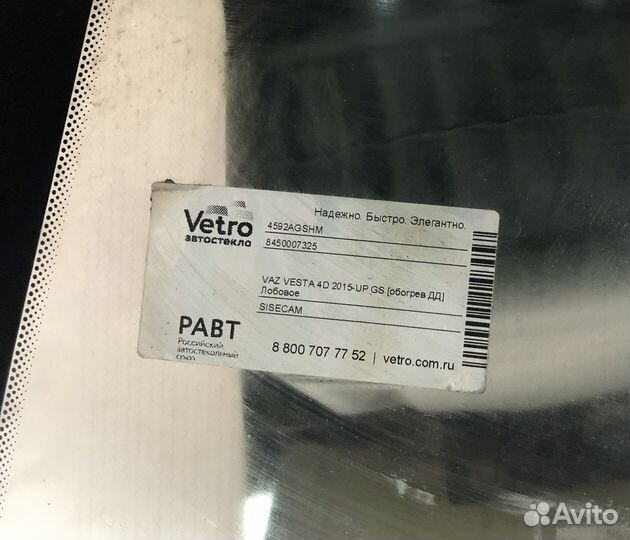 Vetro
автостекло
Надежно. Быстро. Элегантно.
4592AGSHM
8450007325
VAZ VESTA 4D 2015-UP GS [обогрев ДД]
Лобовое
SISECAM
РАВТ
Российский
автостекольный
союз
8 800 707 77 52 | vetro.com.ru
Avito